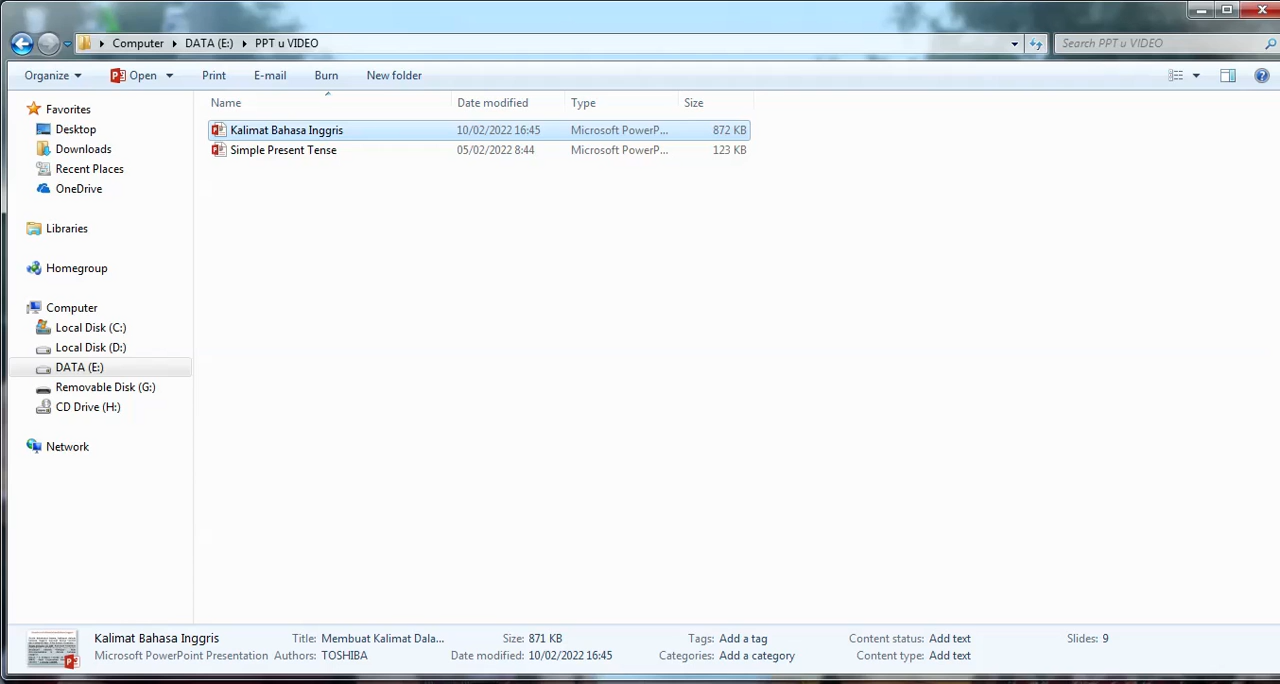 Computer DATA (E:) PPT u VIDEO
Search PPT u VIDEO
Organize Open Print E-mail Burn New folder
Name Date modified Type Size
Favorites
Desktop
Downloads
Recent Places
OneDrive
Libraries
Homegroup
Computer
Local Disk (C:)
Local Disk (D:)
DATA (E:)
Removable Disk (G:)
CD Drive (H:)
Network
Kalimat Bahasa Inggris 10/02/2022 16:45 Microsoft PowerP... 872 KB
Simple Present Tense 05/02/2022 8:44 Microsoft PowerP... 123 KB
Kalimat Bahasa Inggris Title: Membuat Kalimat Dala... Size: 871 KB Tags: Add a tag Content status: Add text Slides: 9
Microsoft PowerPoint Presentation Authors: TOSHIBA Date modified: 10/02/2022 16:45 Categories: Add a category Content type: Add text